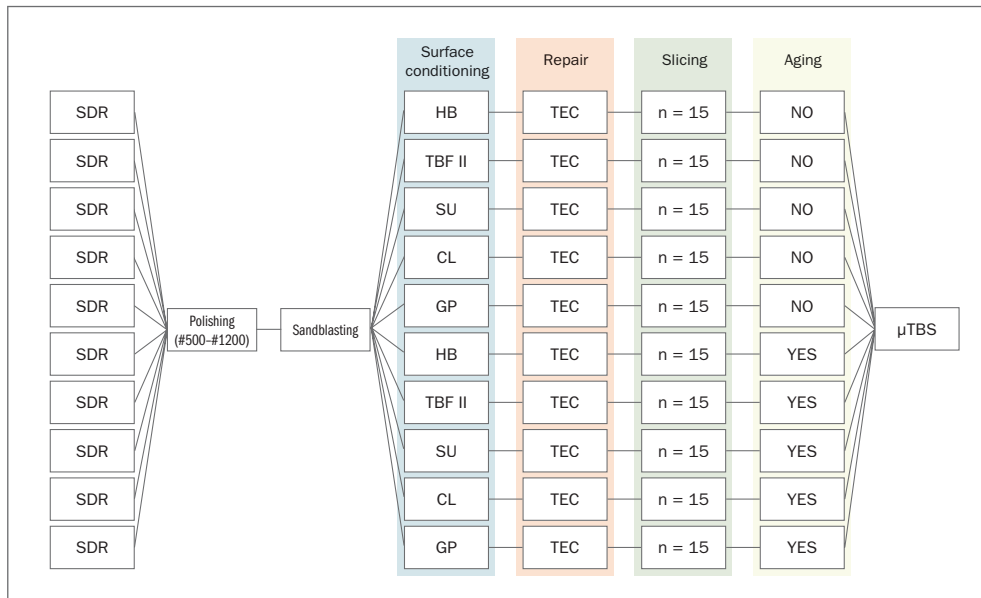 Surface
conditioning
Repair
Slicing
Aging
SDR
HB
TEC
n = 15
NO
SDR
TBF II
TEC
n = 15
NO
SDR
SU
TEC
n = 15
NO
SDR
CL
TEC
n = 15
NO
SDR
GP
TEC
n = 15
NO
Polishing
(#500–#1200)
Sandblasting
µTBS
SDR
HB
TEC
n = 15
YES
SDR
TBF II
TEC
n = 15
YES
SDR
SU
TEC
n = 15
YES
SDR
CL
TEC
n = 15
YES
SDR
GP
TEC
n = 15
YES